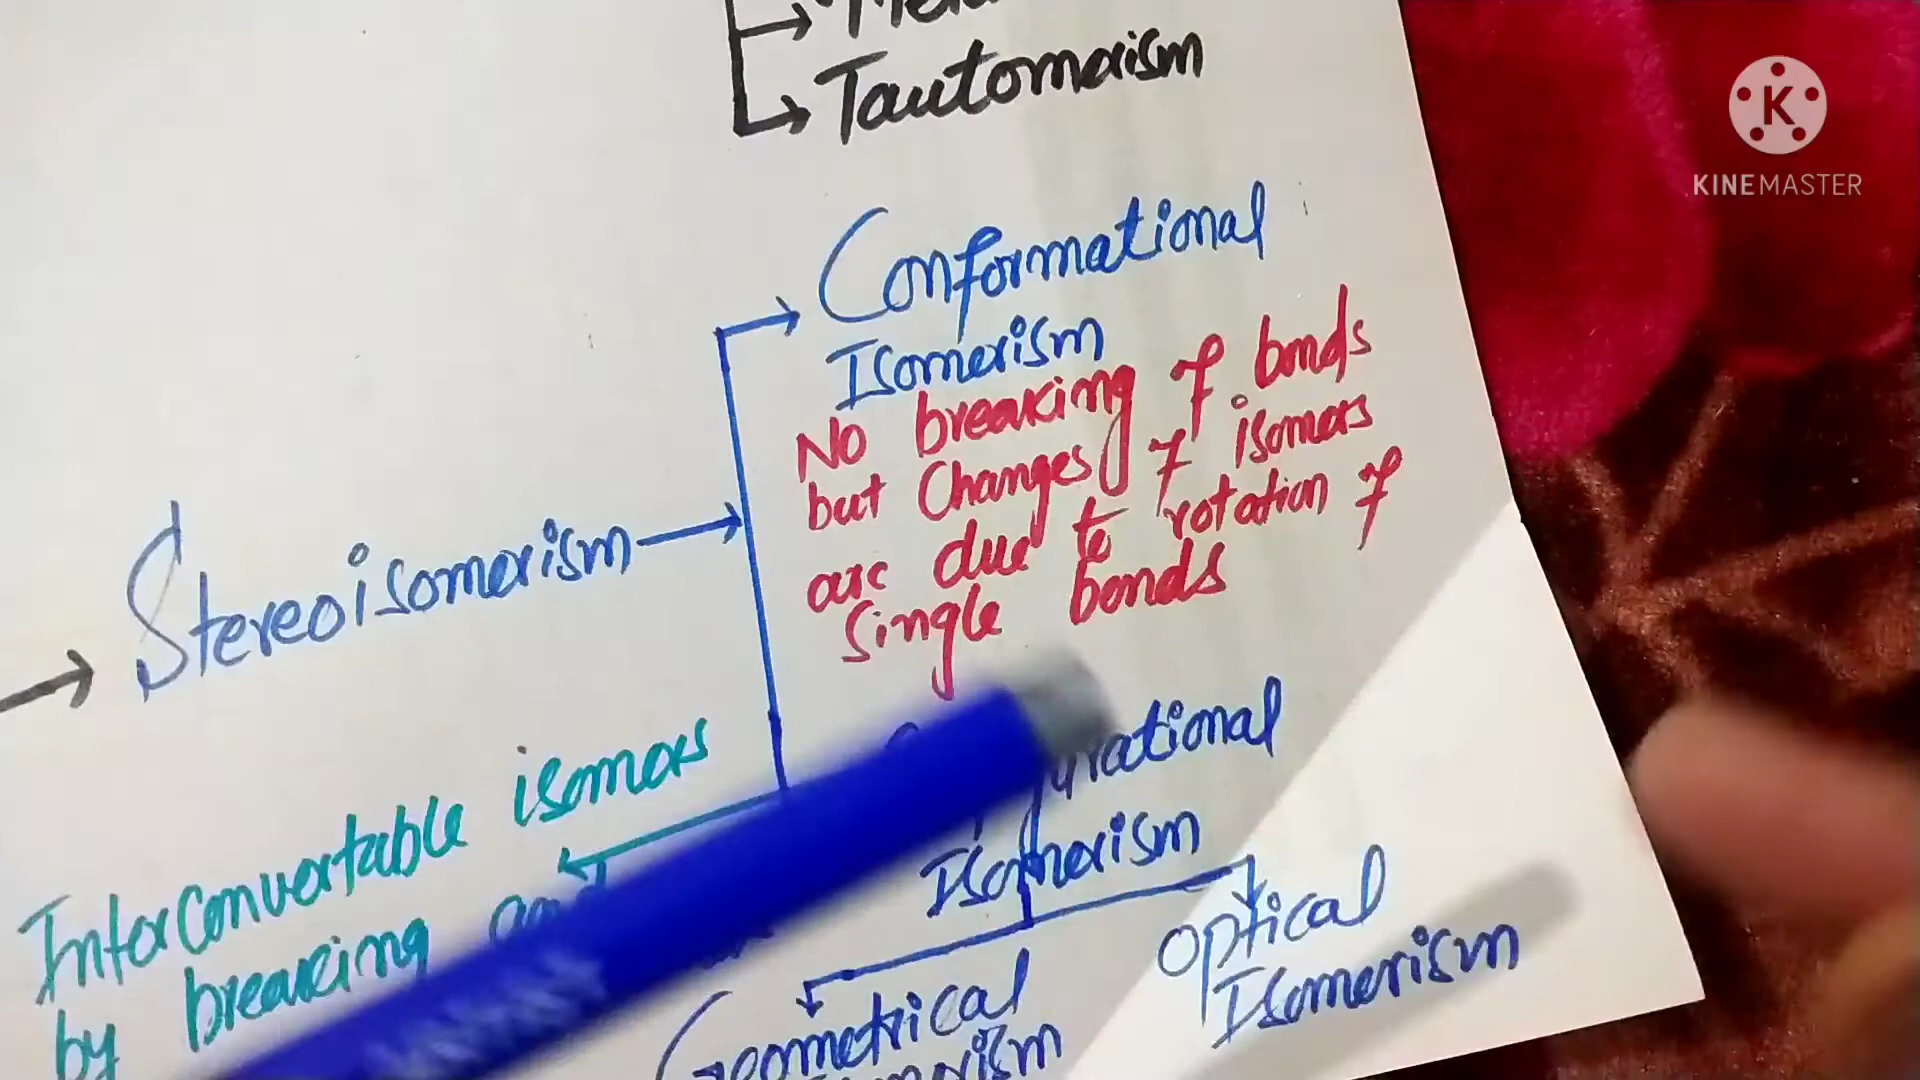 Tautomerism
KINEMASTER
Conformational
Isomerism
No breaking of bonds
but Changes of isomers
are due to rotation of
Single bonds
Stereoisomerism
Isomerism
Interconvertable isomers
by breaking and
Optical
Isomerism
Geometrical